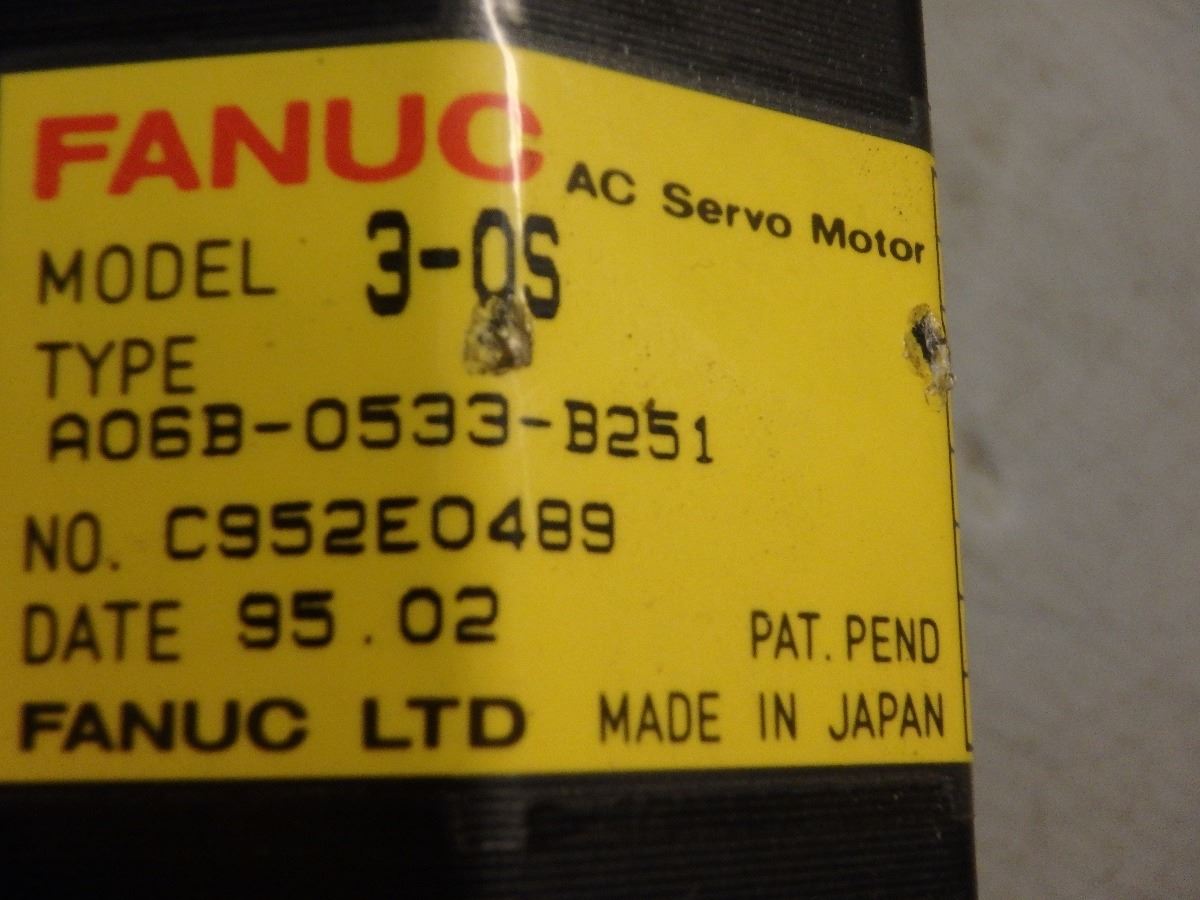 FANUC AC Servo Motor
MODEL 3-0S
TYPE
A06B-0533-B251
NO. C952E0489
DATE 95.02 PAT. PEND
FANUC LTD MADE IN JAPAN